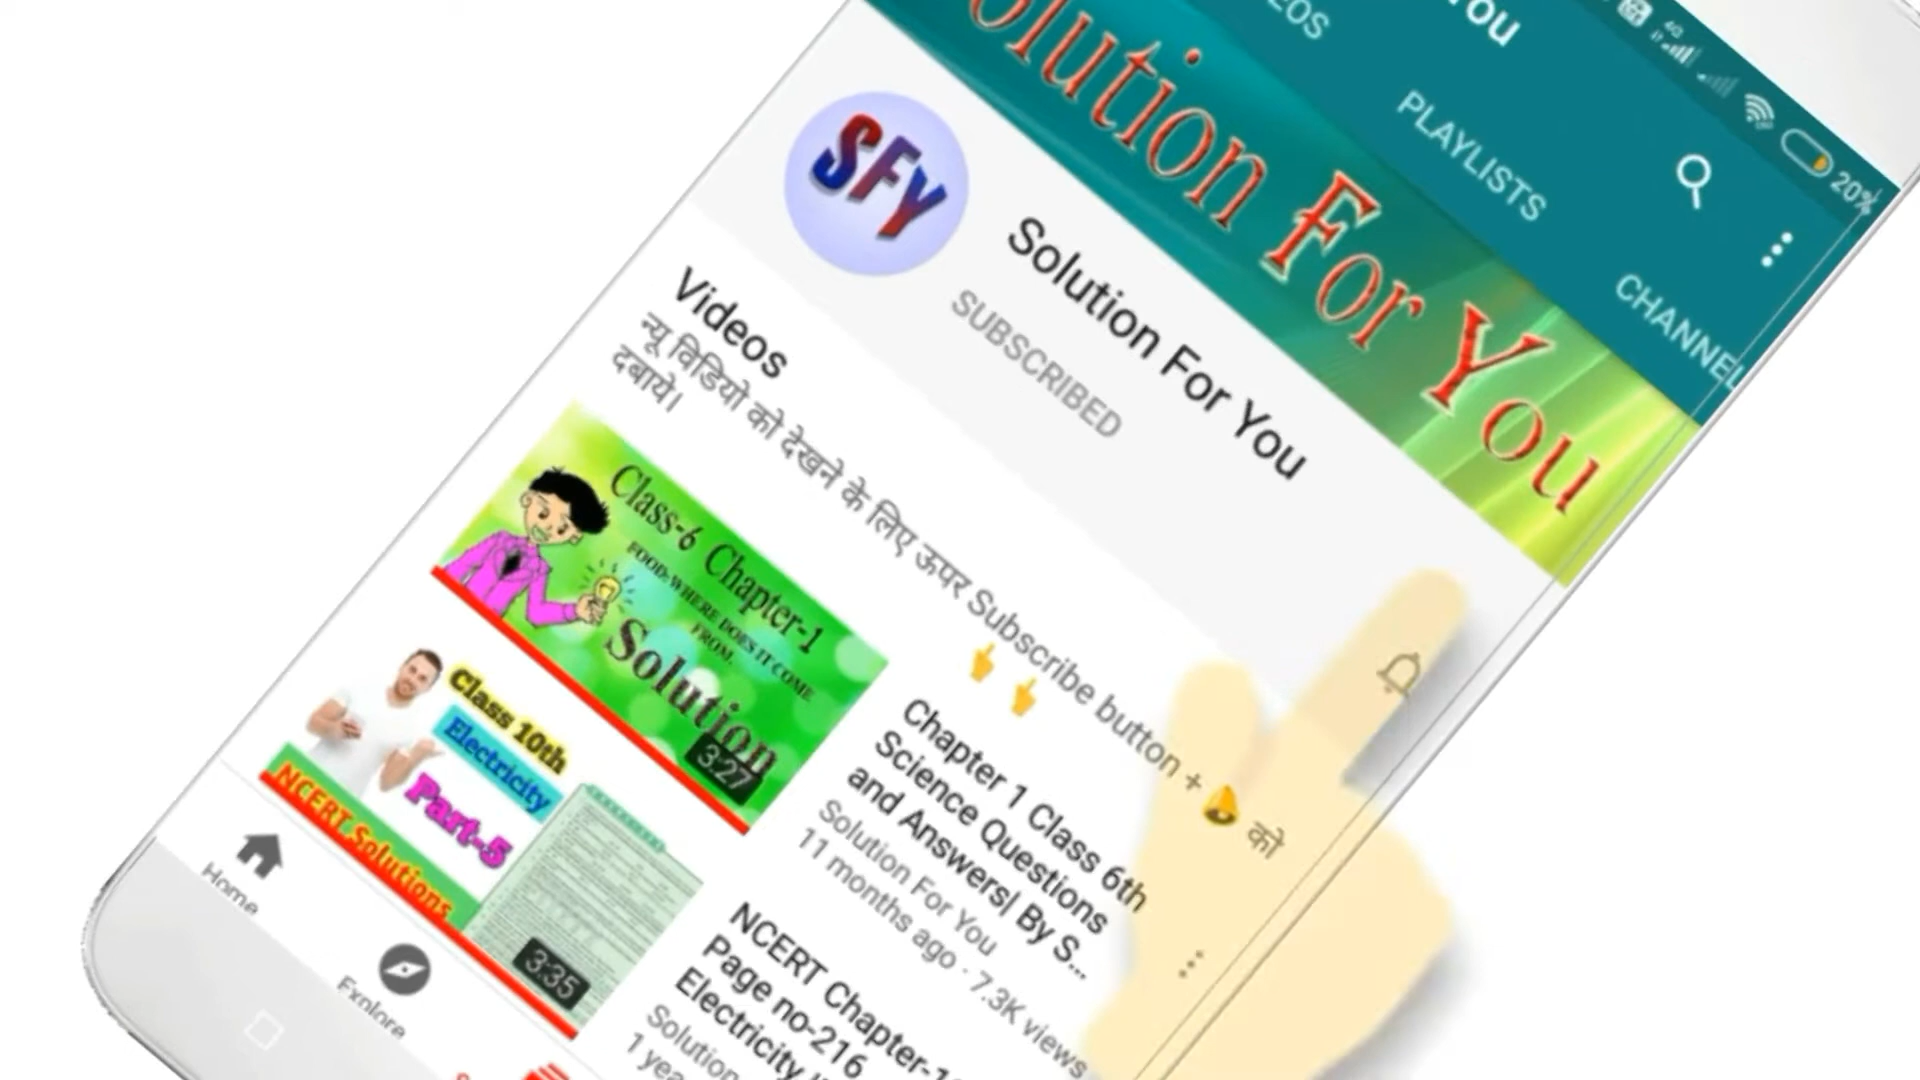 You
20%
PLAYLISTS
CHANNEL
olution For You
SFY
Solution For You
SUBSCRIBED
Videos
न्यू विडियो को देखने के लिए ऊपर Subscribe button + 🔔 को
दबाये।
👆 👆
Class-6 Chapter-1
FOOD: WHERE DOES IT COME
FROM.
Solution
3:27
Chapter 1 Class 6th
Science Questions
and Answers| By S...
Solution For You
11 months ago · 7.3K views
Class 10th
Electricity
Part-5
NCERT Solutions
3:35
NCERT Chapter-1
Page no-216
Electricity
Solution
1 yea
Home
Explore